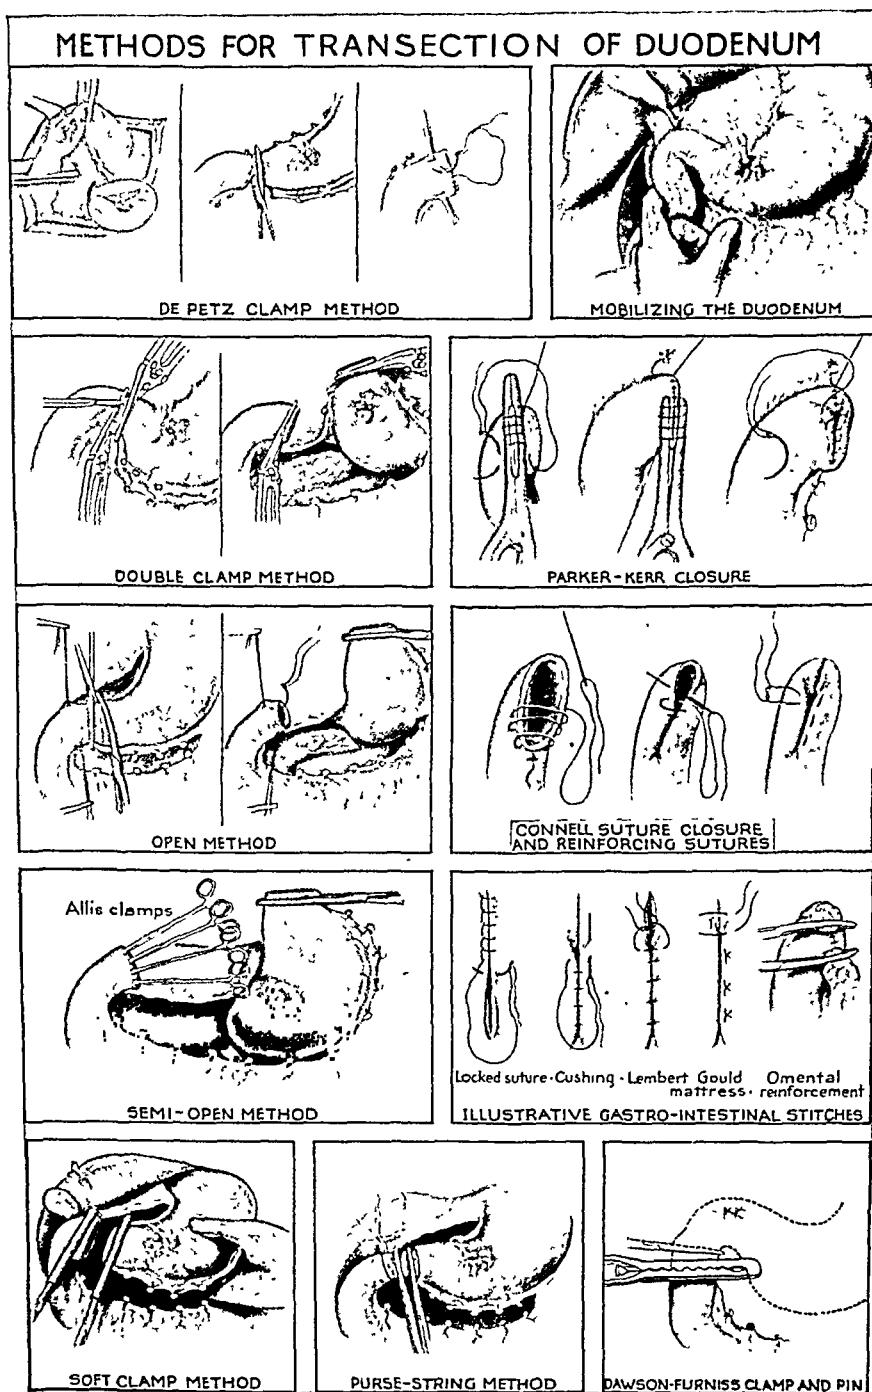 METHODS FOR TRANSECTION OF DUODENUM
DE PETZ CLAMP METHOD
MOBILIZING THE DUODENUM
DOUBLE CLAMP METHOD
PARKER-KERR CLOSURE
OPEN METHOD
CONNELL SUTURE CLOSURE
AND REINFORCING SUTURES
Allis clamps
SEMI-OPEN METHOD
Locked suture · Cushing · Lembert Gould Omental
mattress · reinforcement
ILLUSTRATIVE GASTRO-INTESTINAL STITCHES
SOFT CLAMP METHOD
PURSE-STRING METHOD
DAWSON-FURNISS CLAMP AND PIN